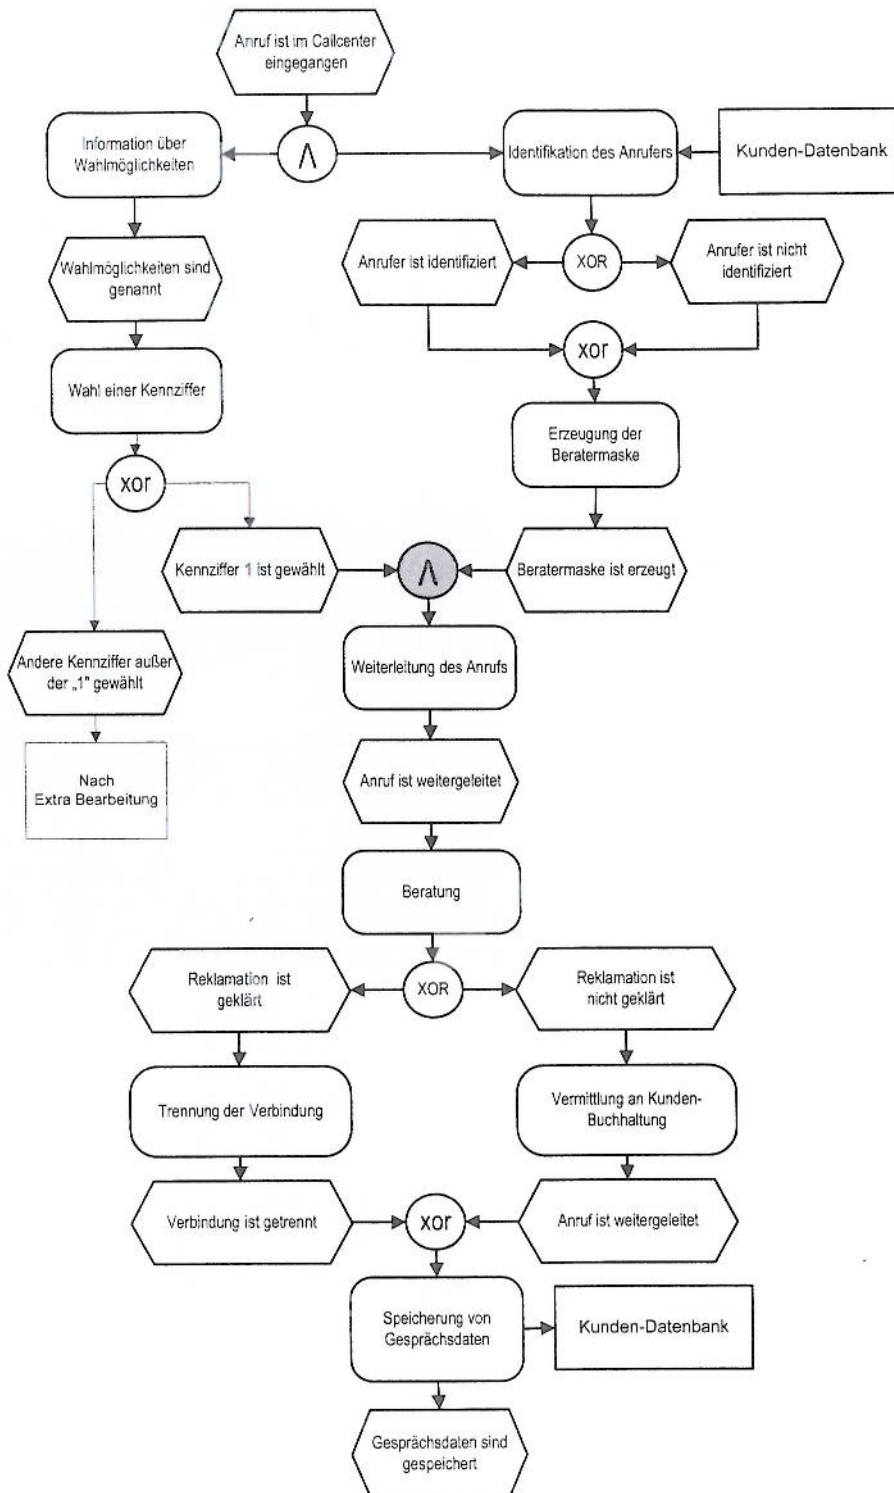 Anruf ist im Callcenter
eingegangen
Information über
Wahlmöglichkeiten
Λ
Identifikation des Anrufers
Kunden-Datenbank
Wahlmöglichkeiten sind
genannt
Anrufer ist identifiziert
XOR
Anrufer ist nicht
identifiziert
xor
Wahl einer Kennziffer
Erzeugung der
Beratermaske
xor
Kennziffer 1 ist gewählt
Λ
Beratermaske ist erzeugt
Andere Kennziffer außer
der „1" gewählt
Weiterleitung des Anrufs
Nach
Extra Bearbeitung
Anruf ist weitergeleitet
Beratung
Reklamation ist
geklärt
XOR
Reklamation ist
nicht geklärt
Trennung der Verbindung
Vermittlung an Kunden-
Buchhaltung
Verbindung ist getrennt
xor
Anruf ist weitergeleitet
Speicherung von
Gesprächsdaten
Kunden-Datenbank
Gesprächsdaten sind
gespeichert